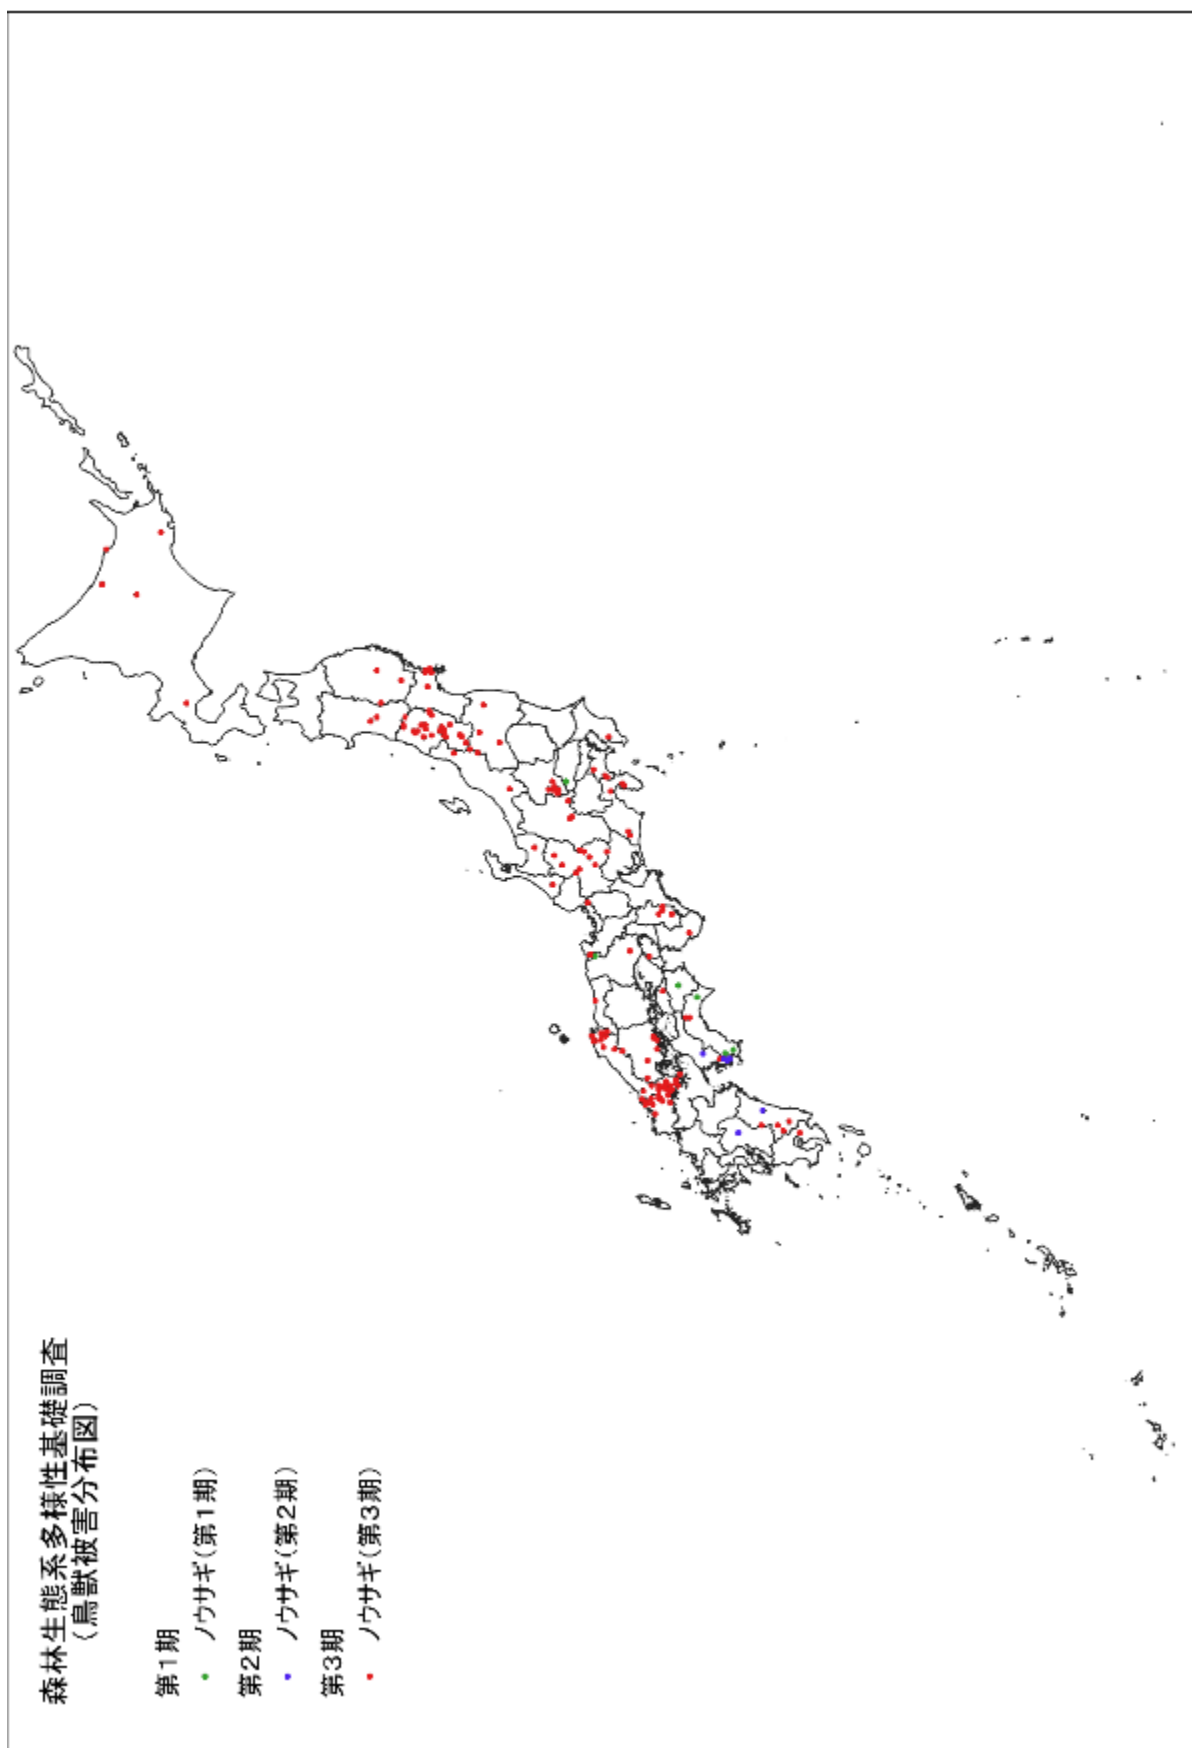 森林生態系多様性基礎調査
（鳥獣被害分布図）
第1期
ノウサギ(第1期)
第2期
ノウサギ(第2期)
第3期
ノウサギ(第3期)